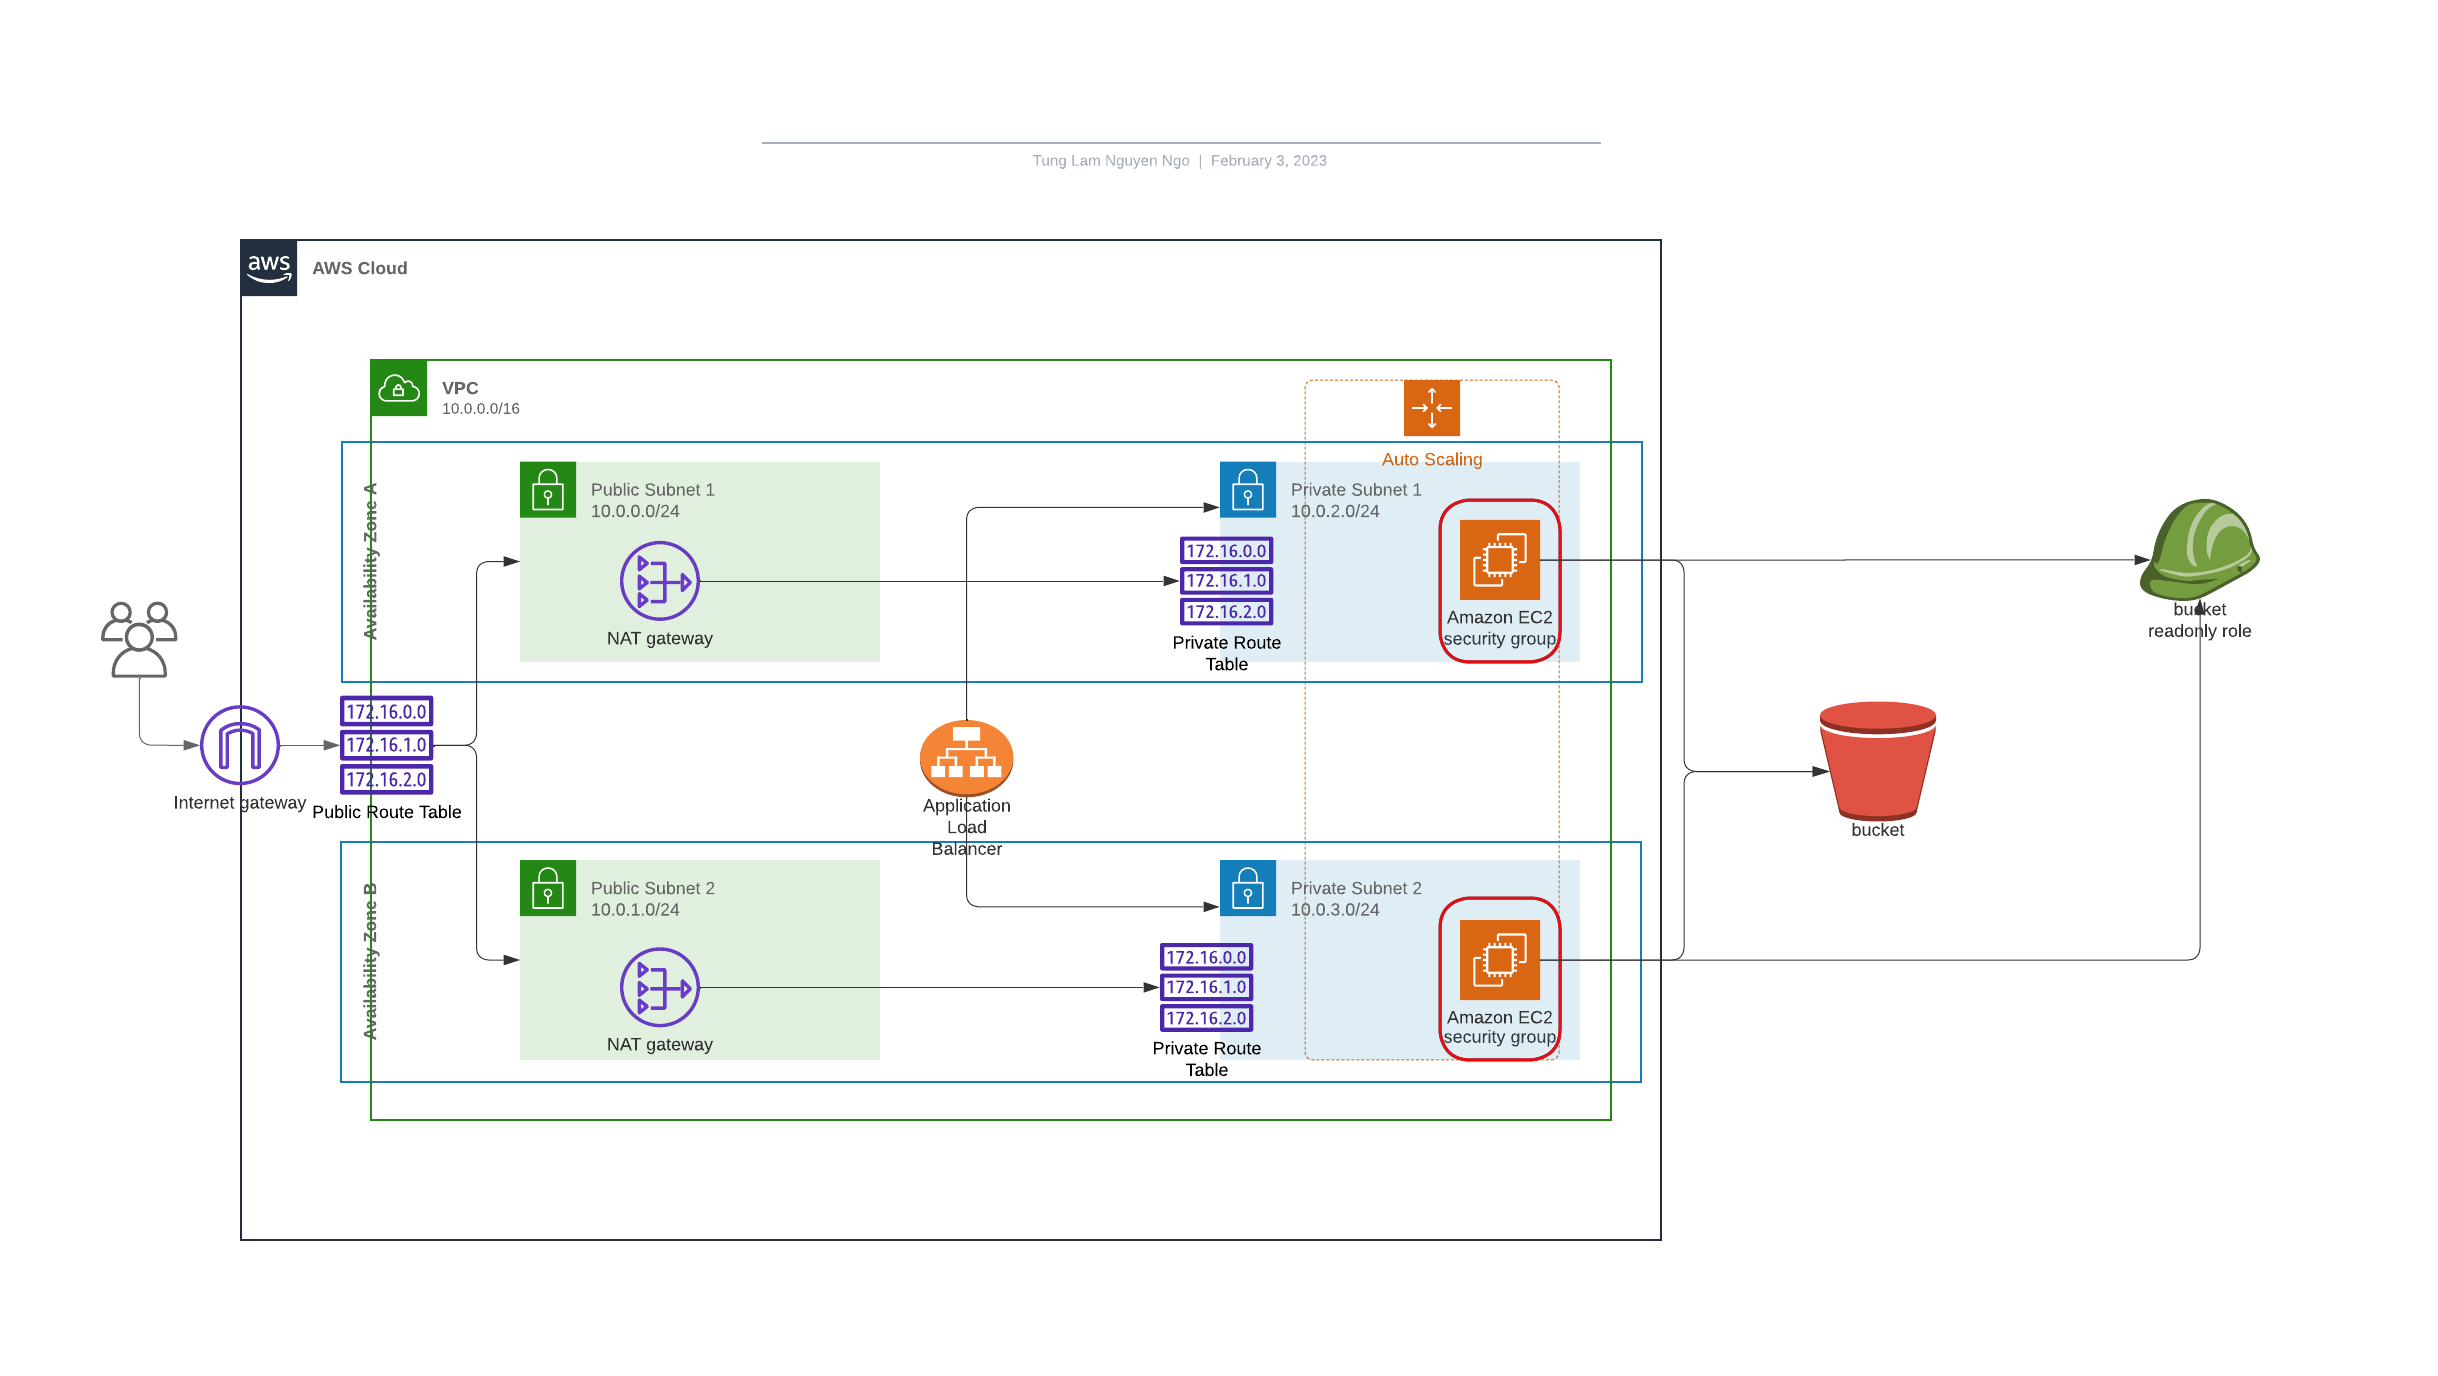 Tung Lam Nguyen Ngo | February 3, 2023
aws
AWS Cloud
VPC
10.0.0.0/16
Auto Scaling
Availability Zone A
Public Subnet 1
10.0.0.0/24
NAT gateway
Private Subnet 1
10.0.2.0/24
172.16.0.0
172.16.1.0
172.16.2.0
Private Route
Table
Amazon EC2
security group
bucket
readonly role
172.16.0.0
172.16.1.0
172.16.2.0
Internet gateway
Public Route Table
Application
Load
Balancer
bucket
Availability Zone B
Public Subnet 2
10.0.1.0/24
NAT gateway
Private Subnet 2
10.0.3.0/24
172.16.0.0
172.16.1.0
172.16.2.0
Private Route
Table
Amazon EC2
security group